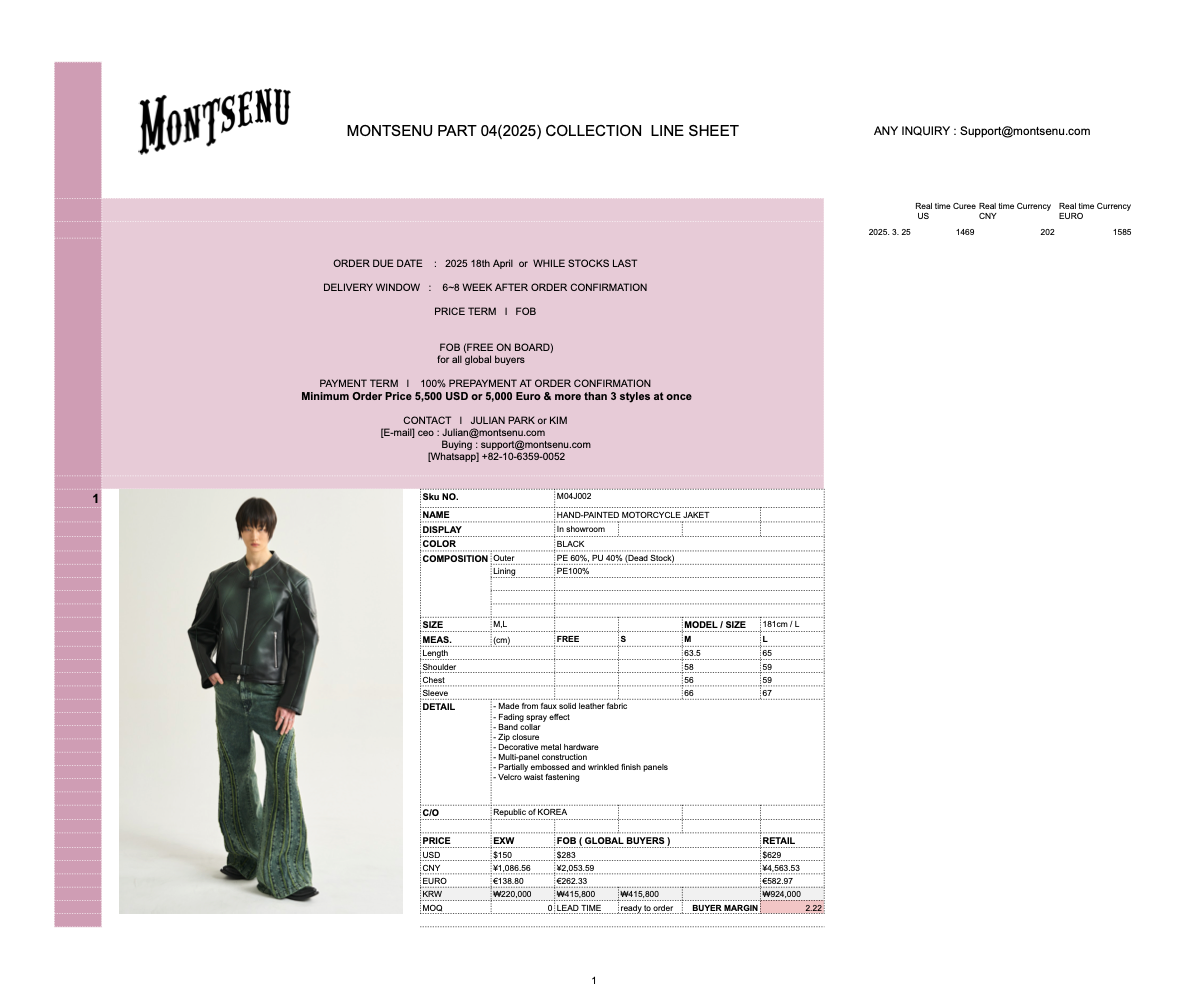 MONTSENU
MONTSENU PART 04(2025) COLLECTION LINE SHEET
ANY INQUIRY : Support@montsenu.com
Real time Curee Real time Currency Real time Currency
US CNY EURO
2025. 3. 25 1469 202 1585
ORDER DUE DATE : 2025 18th April or WHILE STOCKS LAST
DELIVERY WINDOW : 6~8 WEEK AFTER ORDER CONFIRMATION
PRICE TERM I FOB
FOB (FREE ON BOARD)
for all global buyers
PAYMENT TERM I 100% PREPAYMENT AT ORDER CONFIRMATION
Minimum Order Price 5,500 USD or 5,000 Euro & more than 3 styles at once
CONTACT I JULIAN PARK or KIM
[E-mail] ceo : Julian@montsenu.com
Buying : support@montsenu.com
[Whatsapp] +82-10-6359-0052
1
Sku NO. M04J002
NAME HAND-PAINTED MOTORCYCLE JAKET
DISPLAY In showroom
COLOR BLACK
COMPOSITION Outer PE 60%, PU 40% (Dead Stock)
Lining PE100%
SIZE M,L MODEL / SIZE 181cm / L
MEAS. (cm) FREE S M L
Length 63.5 65
Shoulder 58 59
Chest 56 59
Sleeve 66 67
DETAIL - Made from faux solid leather fabric
- Fading spray effect
- Band collar
- Zip closure
- Decorative metal hardware
- Multi-panel construction
- Partially embossed and wrinkled finish panels
- Velcro waist fastening
C/O Republic of KOREA
PRICE EXW FOB ( GLOBAL BUYERS ) RETAIL
USD $150 $283 $629
CNY ¥1,086.56 ¥2,053.59 ¥4,563.53
EURO €138.80 €262.33 €582.97
KRW ₩220,000 ₩415,800 ₩415,800 ₩924,000
MOQ 0 LEAD TIME ready to order BUYER MARGIN 2.22
1